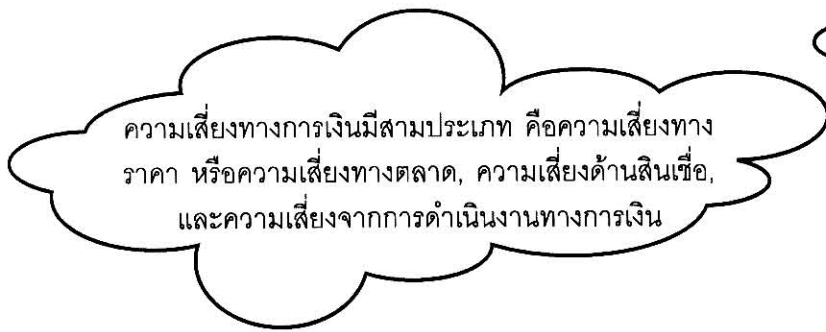 ความเสี่ยงทางการเงินมีสามประเภท คือความเสี่ยงทาง
ราคา หรือความเสี่ยงทางตลาด, ความเสี่ยงด้านสินเชื่อ,
และความเสี่ยงจากการดำเนินงานทางการเงิน